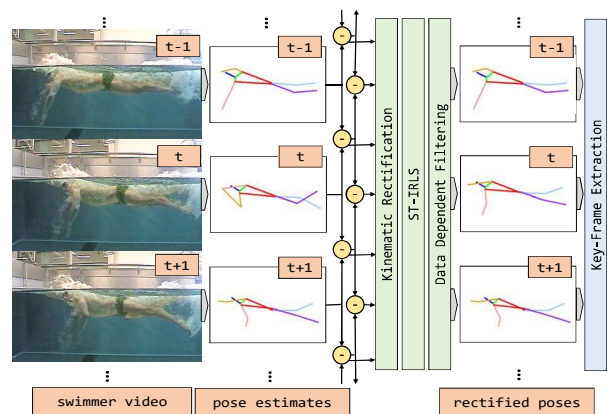 t-1
t-1
t-1
t
t
t
t+1
t+1
t+1
Kinematic Rectification
ST-IRLS
Data Dependent Filtering
Key-Frame Extraction
swimmer video
pose estimates
rectified poses